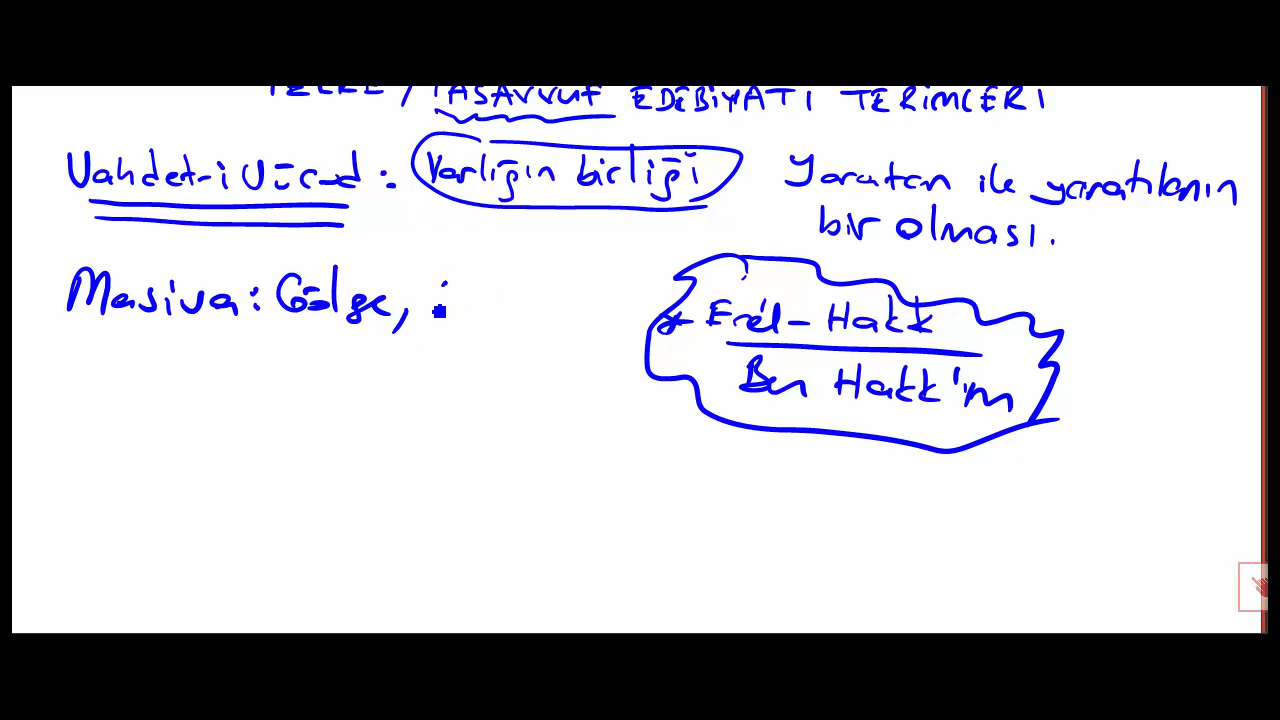 TEKKE / TASAVVUF EDEBİYATI TERİMLERİ
Vahdet-i Vücud : Varlığın birliği Yaratan ile yaratılanın
bir olması.
Masiva : Gölge,
* Enel-Hakk
Ben Hakk'ım